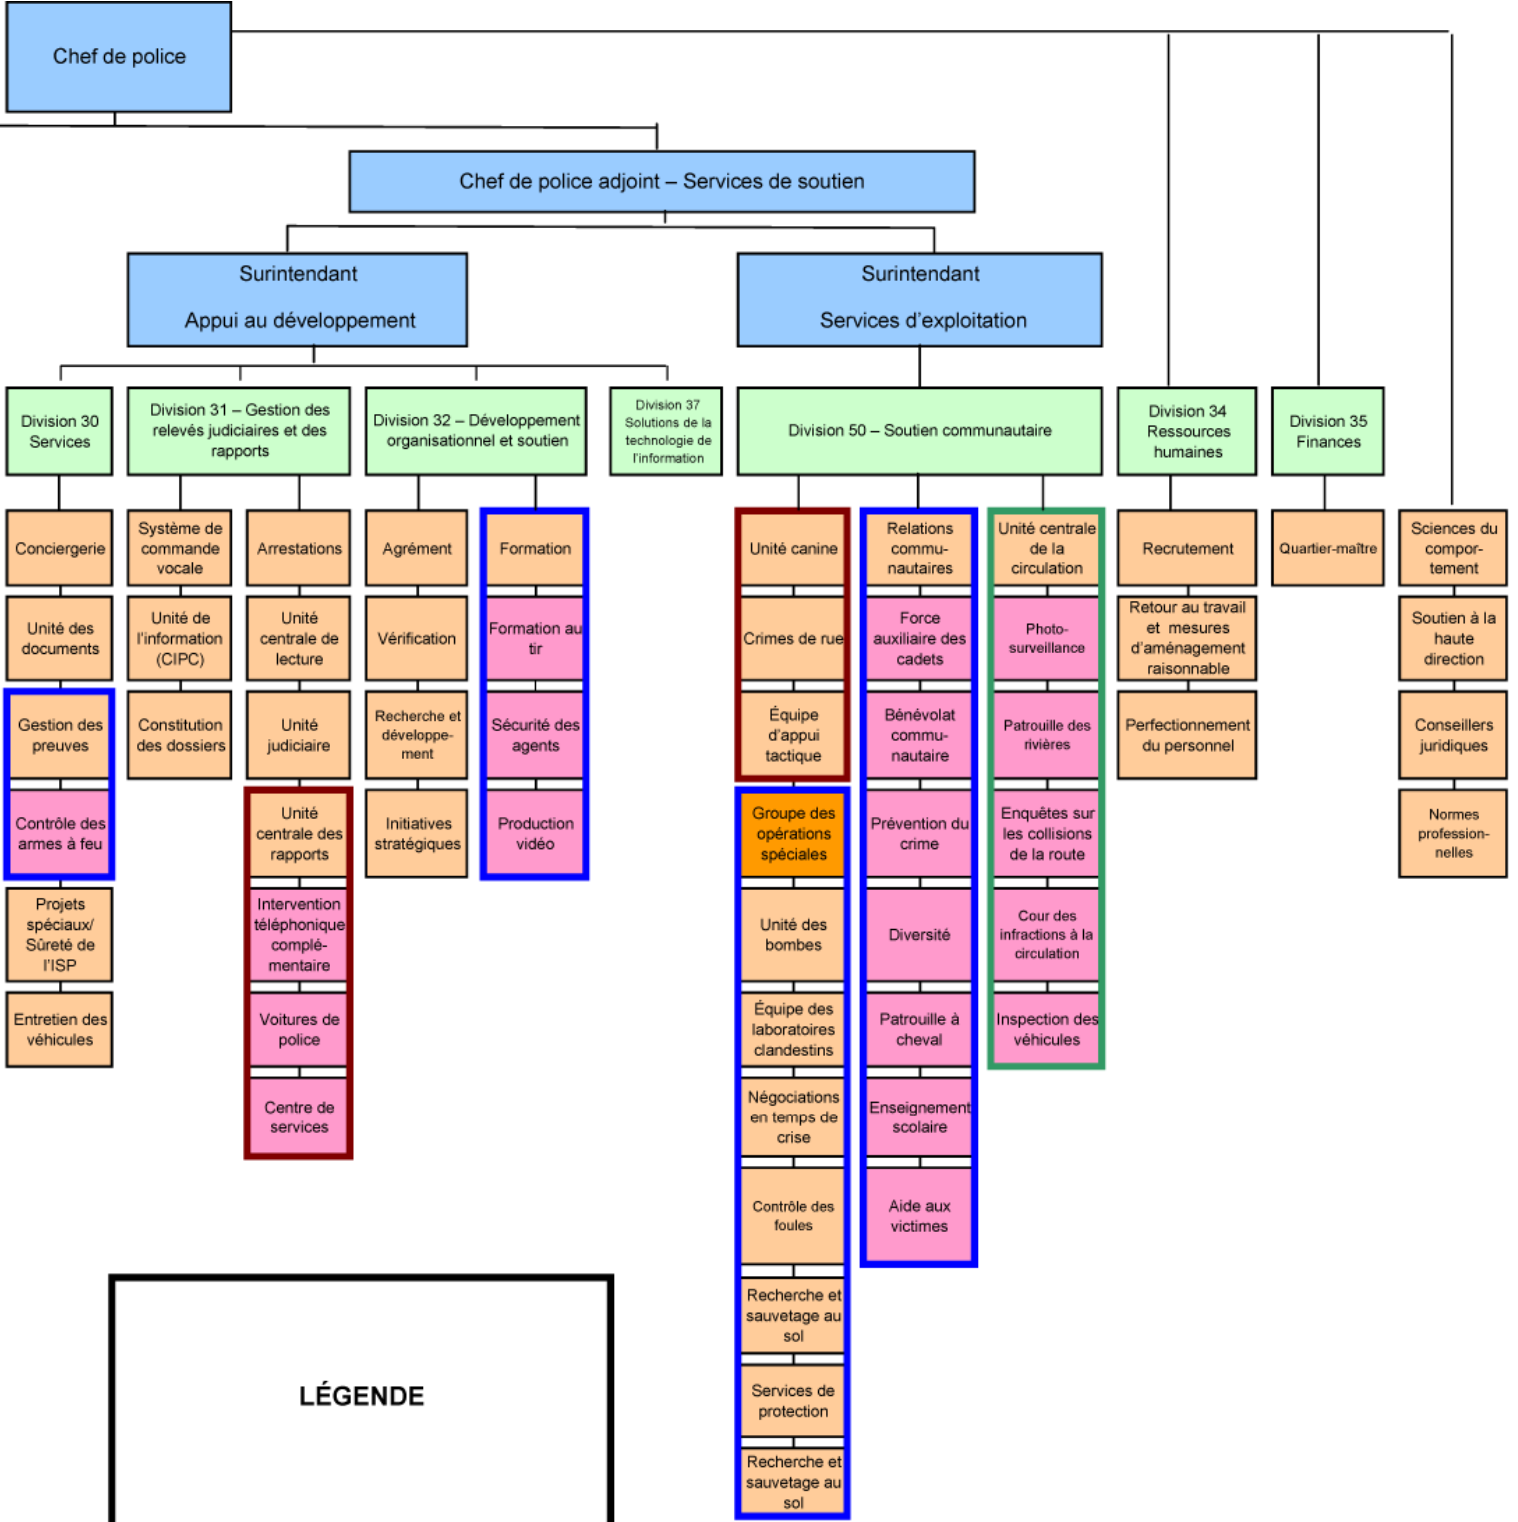 Chef de police
Chef de police adjoint – Services de soutien
Surintendant
Appui au développement
Surintendant
Services d'exploitation
Division 30
Services
Division 31 – Gestion des
relevés judiciaires et des
rapports
Division 32 – Développement
organisationnel et soutien
Division 37
Solutions de la
technologie de
l'information
Division 50 – Soutien communautaire
Division 34
Ressources
humaines
Division 35
Finances
Conciergerie
Unité des
documents
Gestion des
preuves
Contrôle des
armes à feu
Projets
spéciaux/
Sûreté de
l'ISP
Entretien des
véhicules
Système de
commande
vocale
Unité de
l'information
(CIPC)
Constitution
des dossiers
Arrestations
Unité
centrale de
lecture
Unité
judiciaire
Unité
centrale des
rapports
Intervention
téléphonique
complé-
mentaire
Voitures de
police
Centre de
services
Agrément
Vérification
Recherche et
développe-
ment
Initiatives
stratégiques
Formation
Formation au
tir
Sécurité des
agents
Production
vidéo
Unité canine
Crimes de rue
Équipe
d'appui
tactique
Groupe des
opérations
spéciales
Unité des
bombes
Équipe des
laboratoires
clandestins
Négociations
en temps de
crise
Contrôle des
foules
Recherche et
sauvetage au
sol
Services de
protection
Recherche et
sauvetage au
sol
Relations
commu-
nautaires
Force
auxiliaire des
cadets
Bénévolat
commu-
nautaire
Prévention du
crime
Diversité
Patrouille à
cheval
Enseignement
scolaire
Aide aux
victimes
Unité centrale
de la
circulation
Photo-
surveillance
Patrouille des
rivières
Enquêtes sur
les collisions
de la route
Cour des
infractions à la
circulation
Inspection des
véhicules
Recrutement
Retour au travail
et mesures
d'aménagement
raisonnable
Perfectionnement
du personnel
Quartier-maître
Sciences du
compor-
tement
Soutien à la
haute
direction
Conseillers
juridiques
Normes
profession-
nelles
LÉGENDE